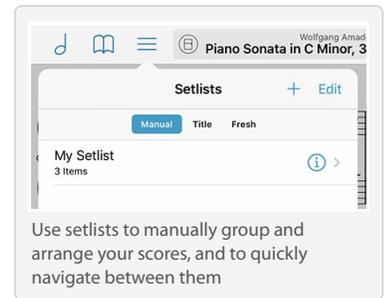 Wolfgang Amad
Piano Sonata in C Minor, 3
Setlists
Edit
Manual Title Fresh
My Setlist
3 Items
Use setlists to manually group and
arrange your scores, and to quickly
navigate between them